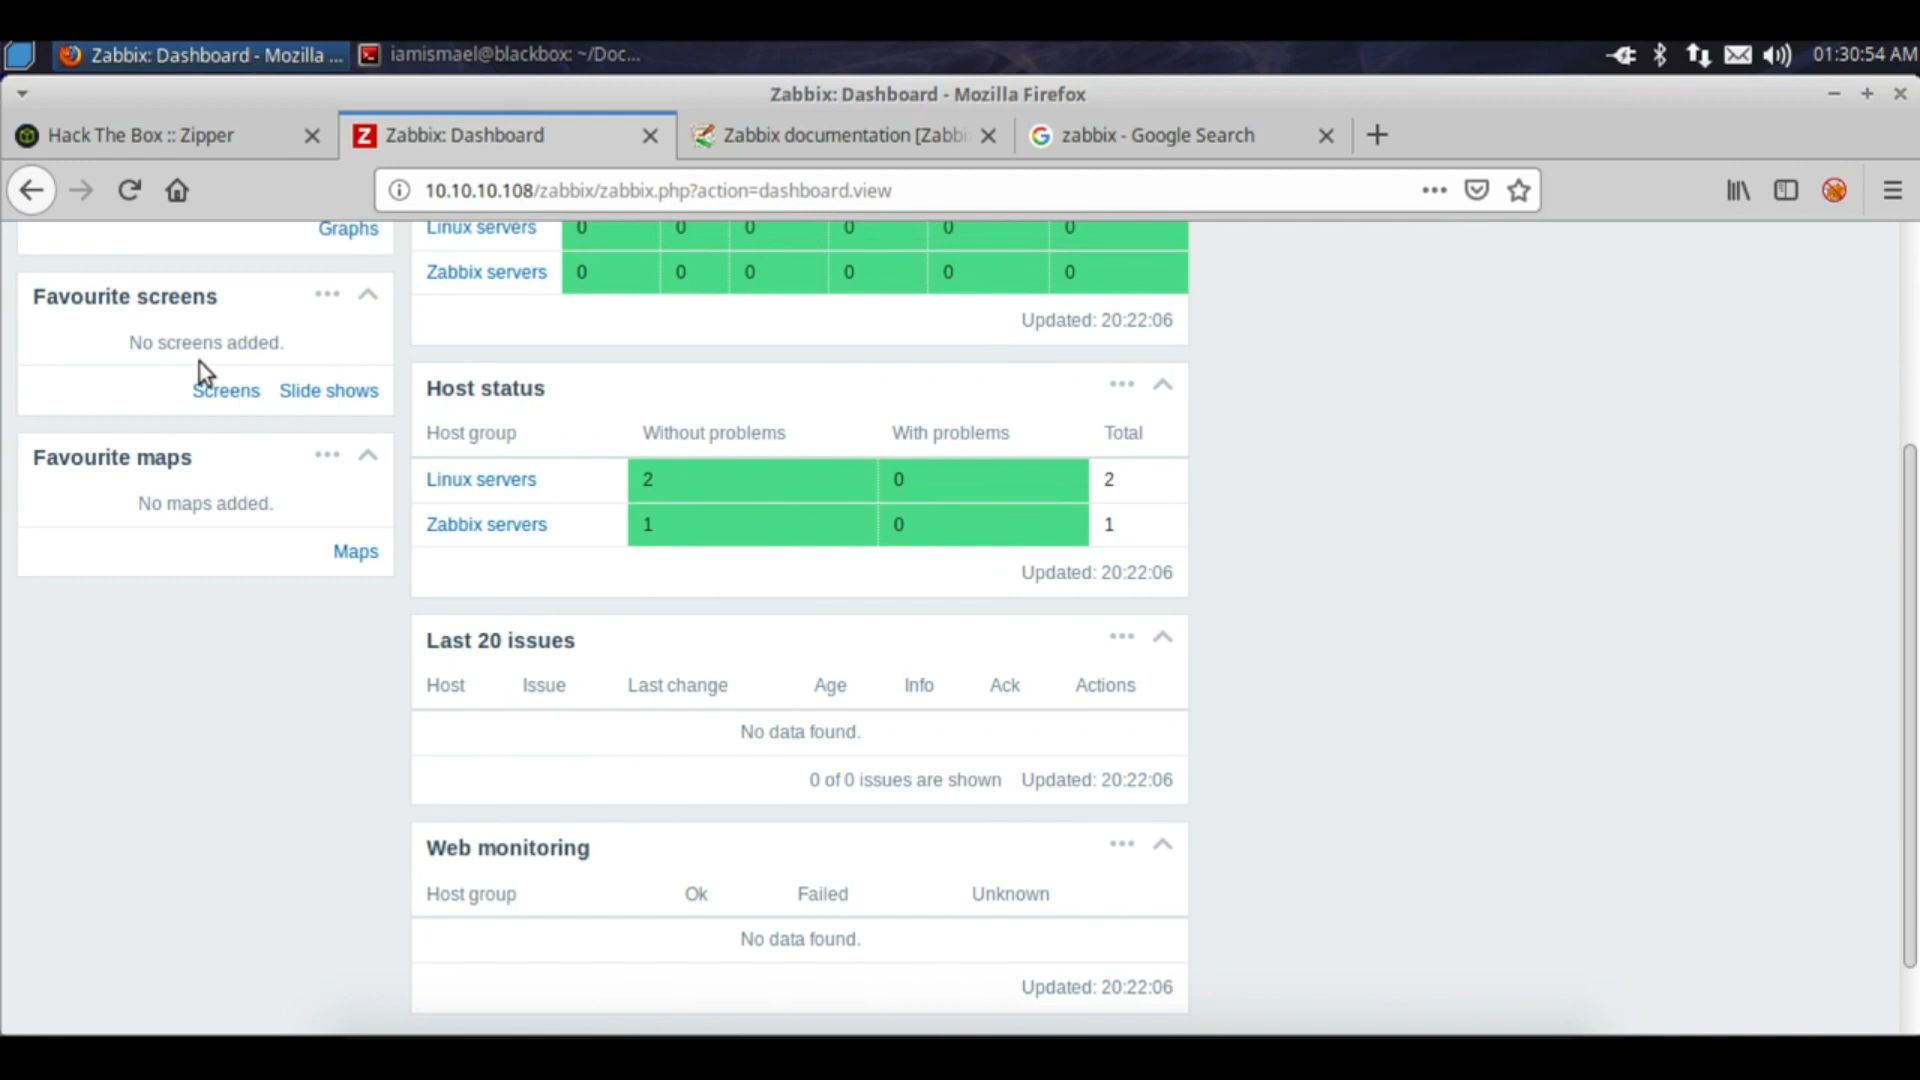 Zabbix: Dashboard - Mozilla ...
iamismael@blackbox: ~/Doc...
01:30:54 AM
Zabbix: Dashboard - Mozilla Firefox
Hack The Box :: Zipper
Zabbix: Dashboard
Zabbix documentation [Zabbi
zabbix - Google Search
10.10.10.108/zabbix/zabbix.php?action=dashboard.view
Graphs
Favourite screens
No screens added.
Screens Slide shows
Favourite maps
No maps added.
Maps
Linux servers 0 0 0 0 0 0
Zabbix servers 0 0 0 0 0 0
Updated: 20:22:06
Host status
Host group Without problems With problems Total
Linux servers 2 0 2
Zabbix servers 1 0 1
Updated: 20:22:06
Last 20 issues
Host Issue Last change Age Info Ack Actions
No data found.
0 of 0 issues are shown Updated: 20:22:06
Web monitoring
Host group Ok Failed Unknown
No data found.
Updated: 20:22:06